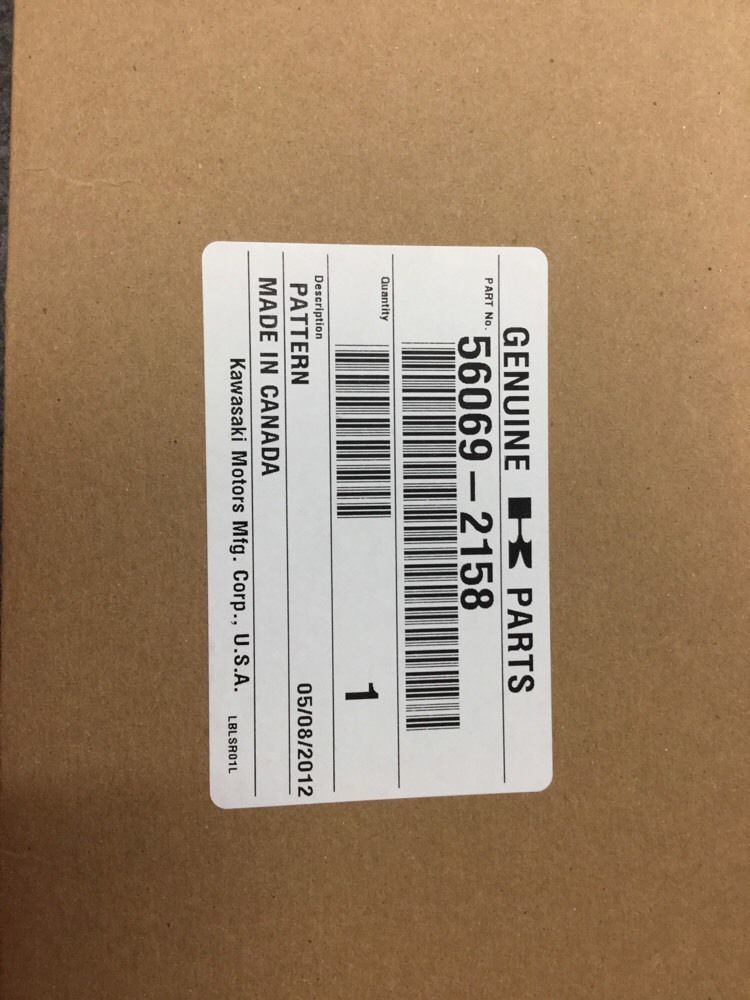 GENUINE K PARTS
PART No. 56069-2158
Quantity 1
Description
PATTERN 05/08/2012
MADE IN CANADA
Kawasaki Motors Mfg. Corp., U.S.A. LBLSR01L